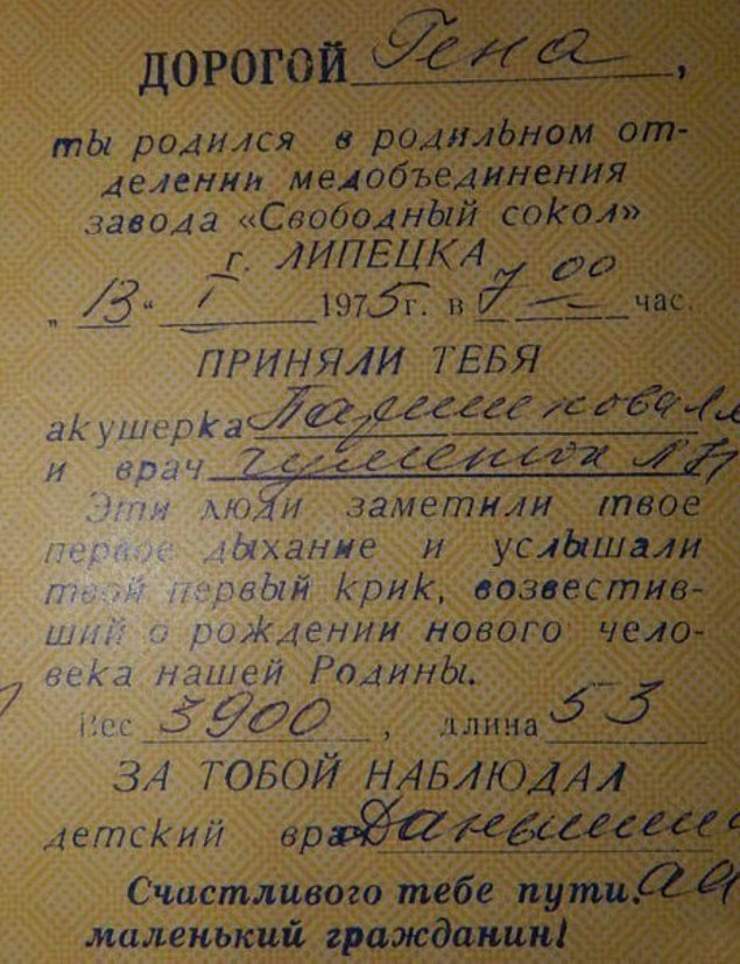 ДОРОГОЙ Гена,
ты родился в родильном от-
делении медобъединения
завода «Свободный сокол»
г. ЛИПЕЦКА
„13“ I 1975г. в 7 00 час.
ПРИНЯЛИ ТЕБЯ
акушерка
и врач
Эти люди заметили твое
первое дыхание и услышали
твой первый крик, возвестив-
ший о рождении нового чело-
века нашей Родины.
Вес 3900, длина 53
ЗА ТОБОЙ НАБЛЮДАЛ
детский врач
Счастливого тебе пути,
маленький гражданин!